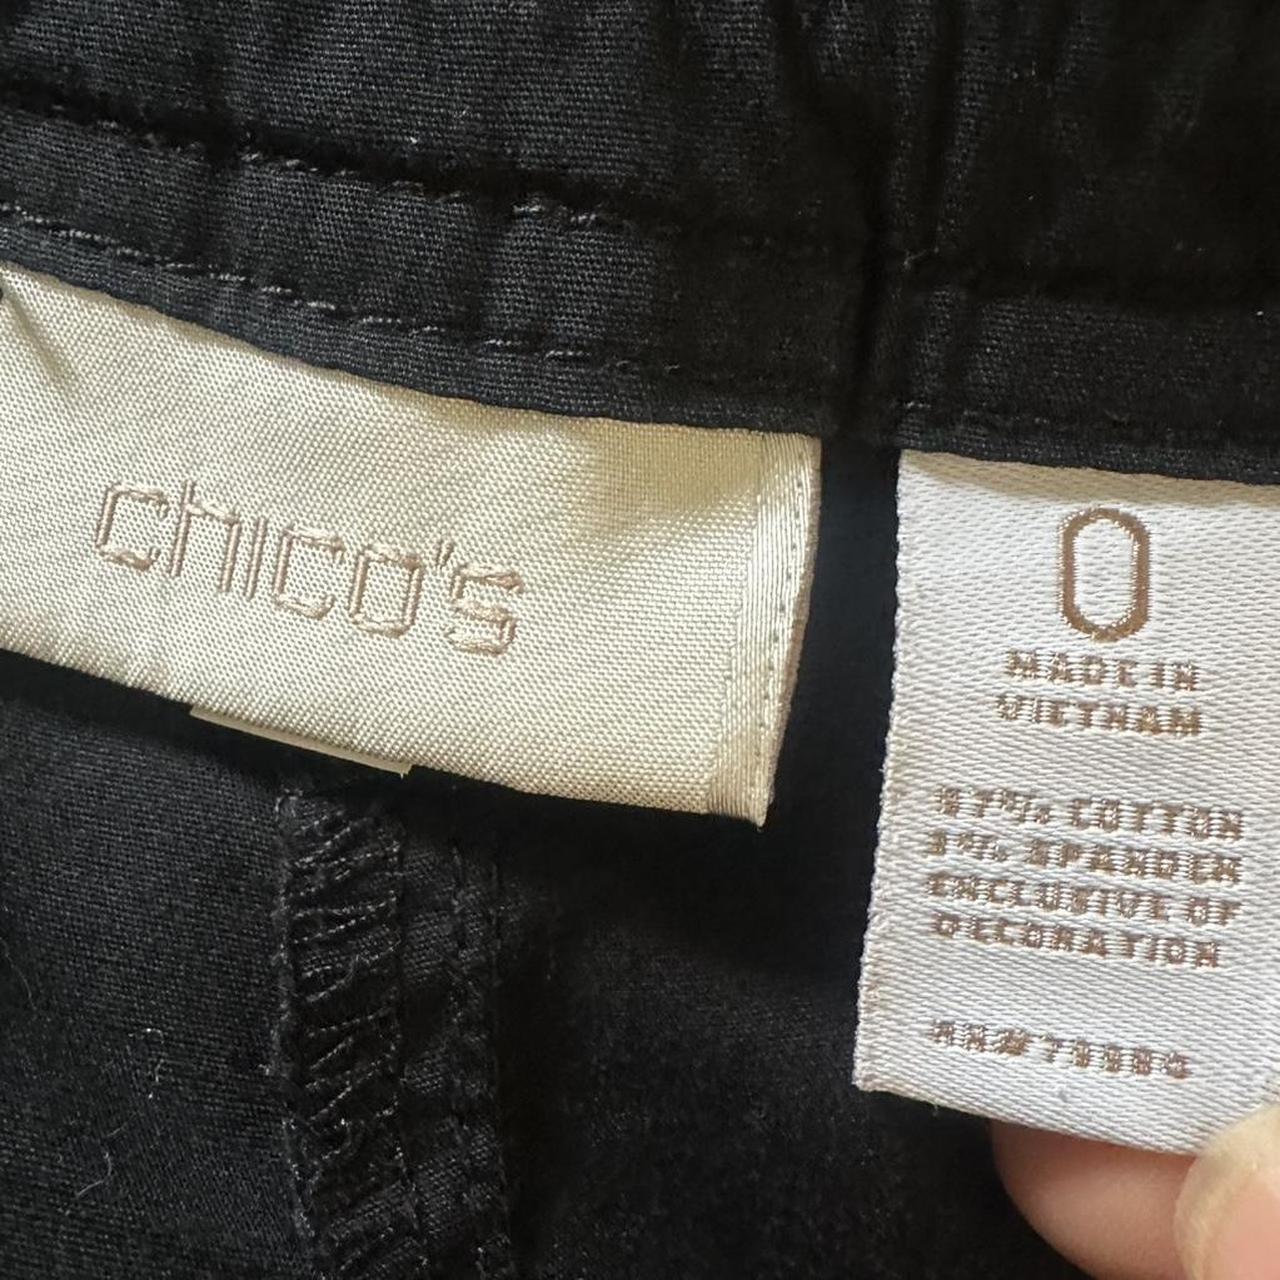 chico's
0
MADE IN
VIETNAM
97% COTTON
3% SPANDEX
EXCLUSIVE OF
DECORATION